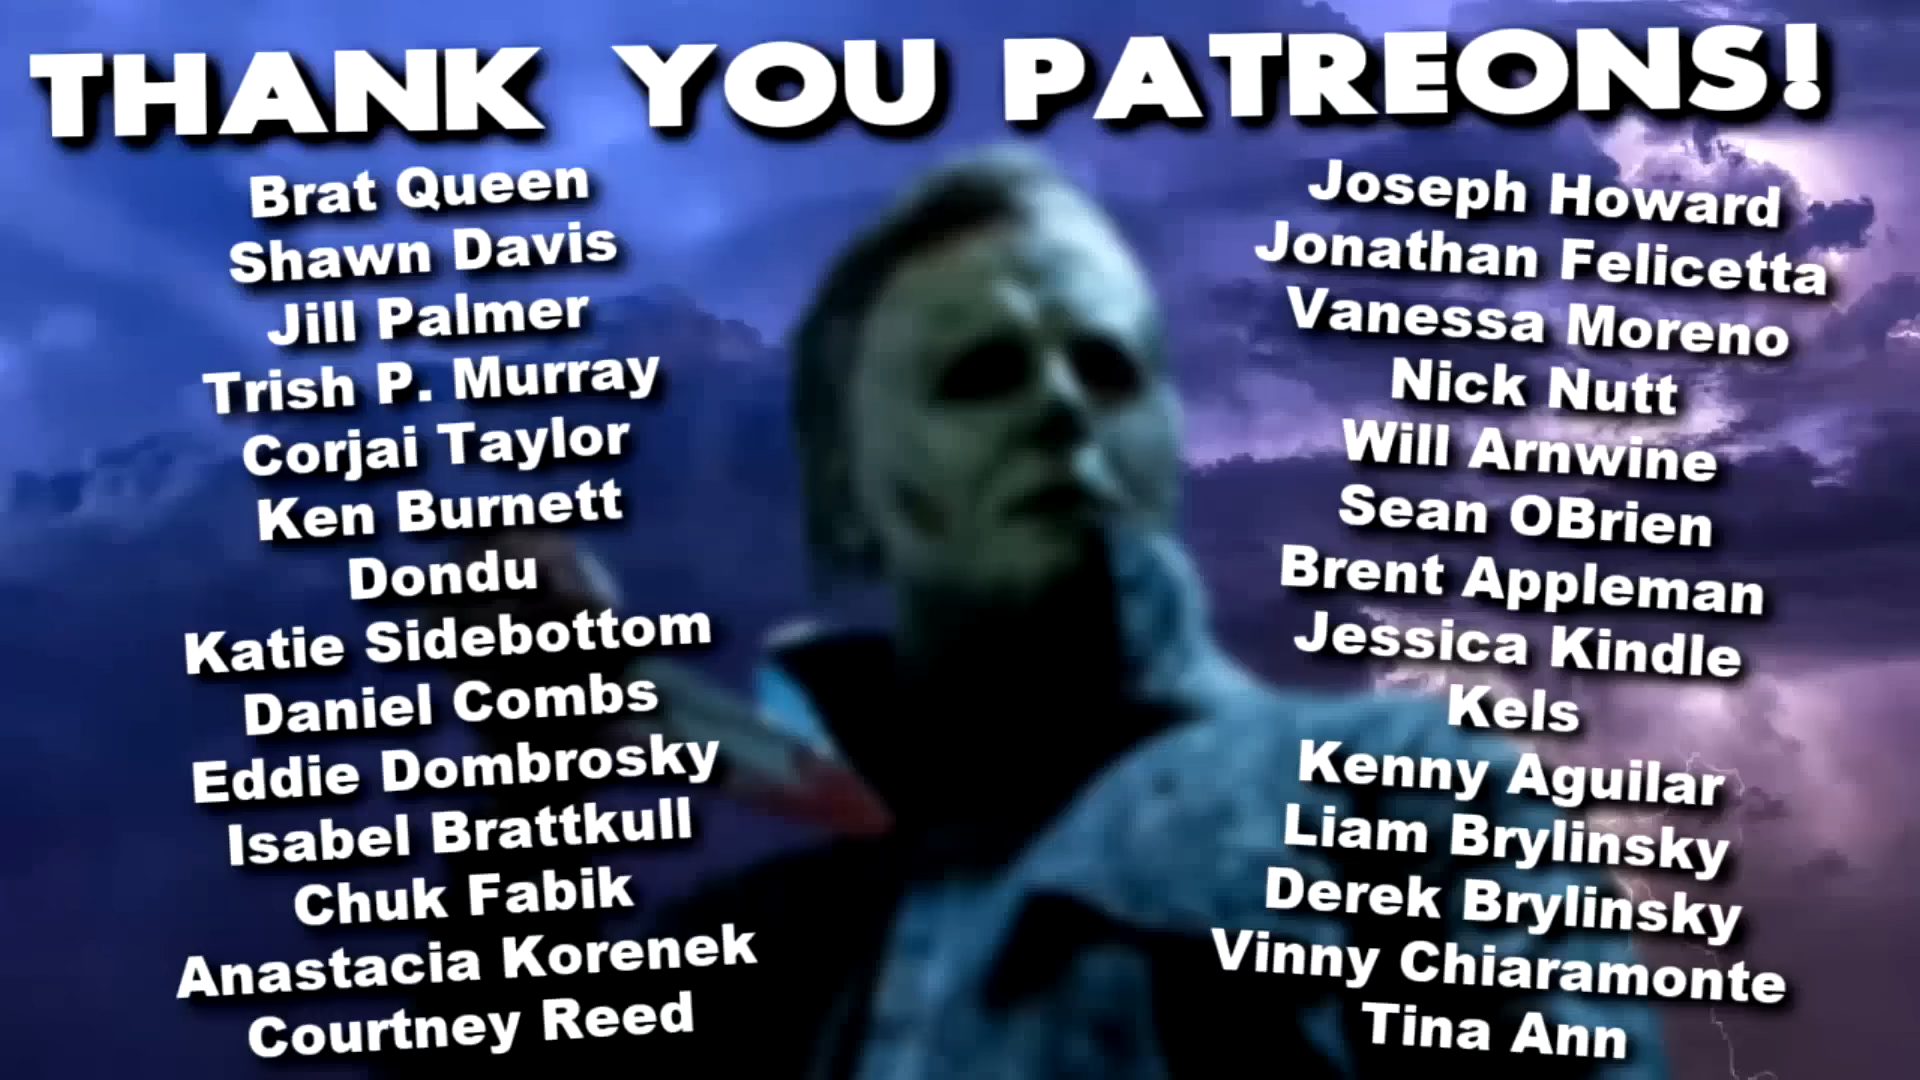 THANK YOU PATREONS!
Brat Queen
Shawn Davis
Jill Palmer
Trish P. Murray
Corjai Taylor
Ken Burnett
Dondu
Katie Sidebottom
Daniel Combs
Eddie Dombrosky
Isabel Brattkull
Chuk Fabik
Anastacia Korenek
Courtney Reed
Joseph Howard
Jonathan Felicetta
Vanessa Moreno
Nick Nutt
Will Arnwine
Sean OBrien
Brent Appleman
Jessica Kindle
Kels
Kenny Aguilar
Liam Brylinsky
Derek Brylinsky
Vinny Chiaramonte
Tina Ann